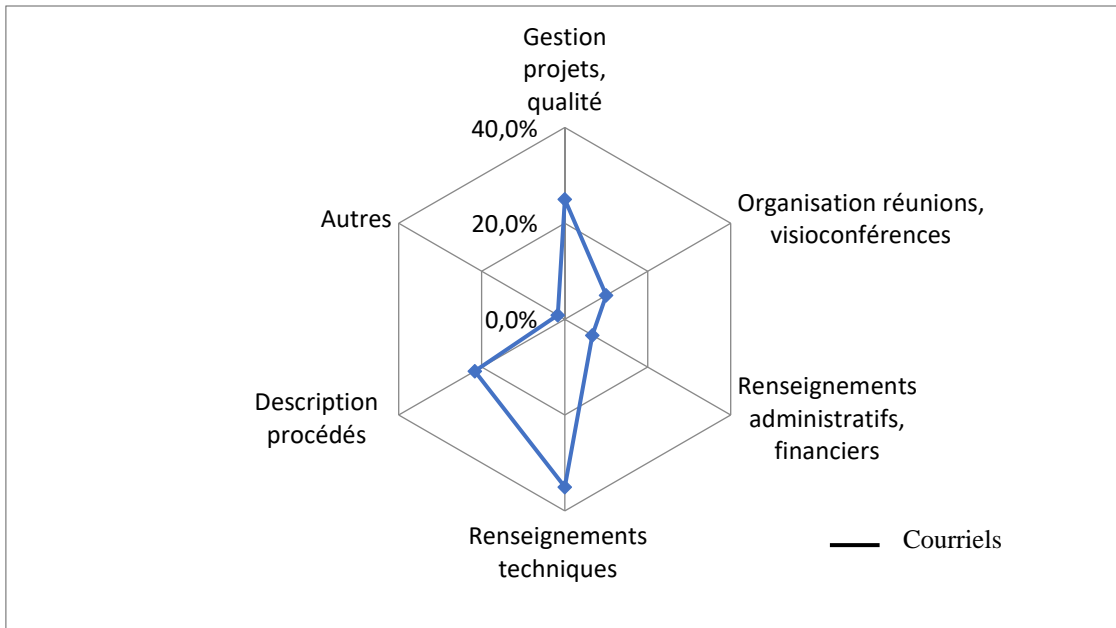 Gestion
projets,
qualité
40,0%
Organisation réunions,
visioconférences
Autres
20,0%
0,0%
Renseignements
administratifs,
financiers
Description
procédés
Renseignements
techniques
Courriels